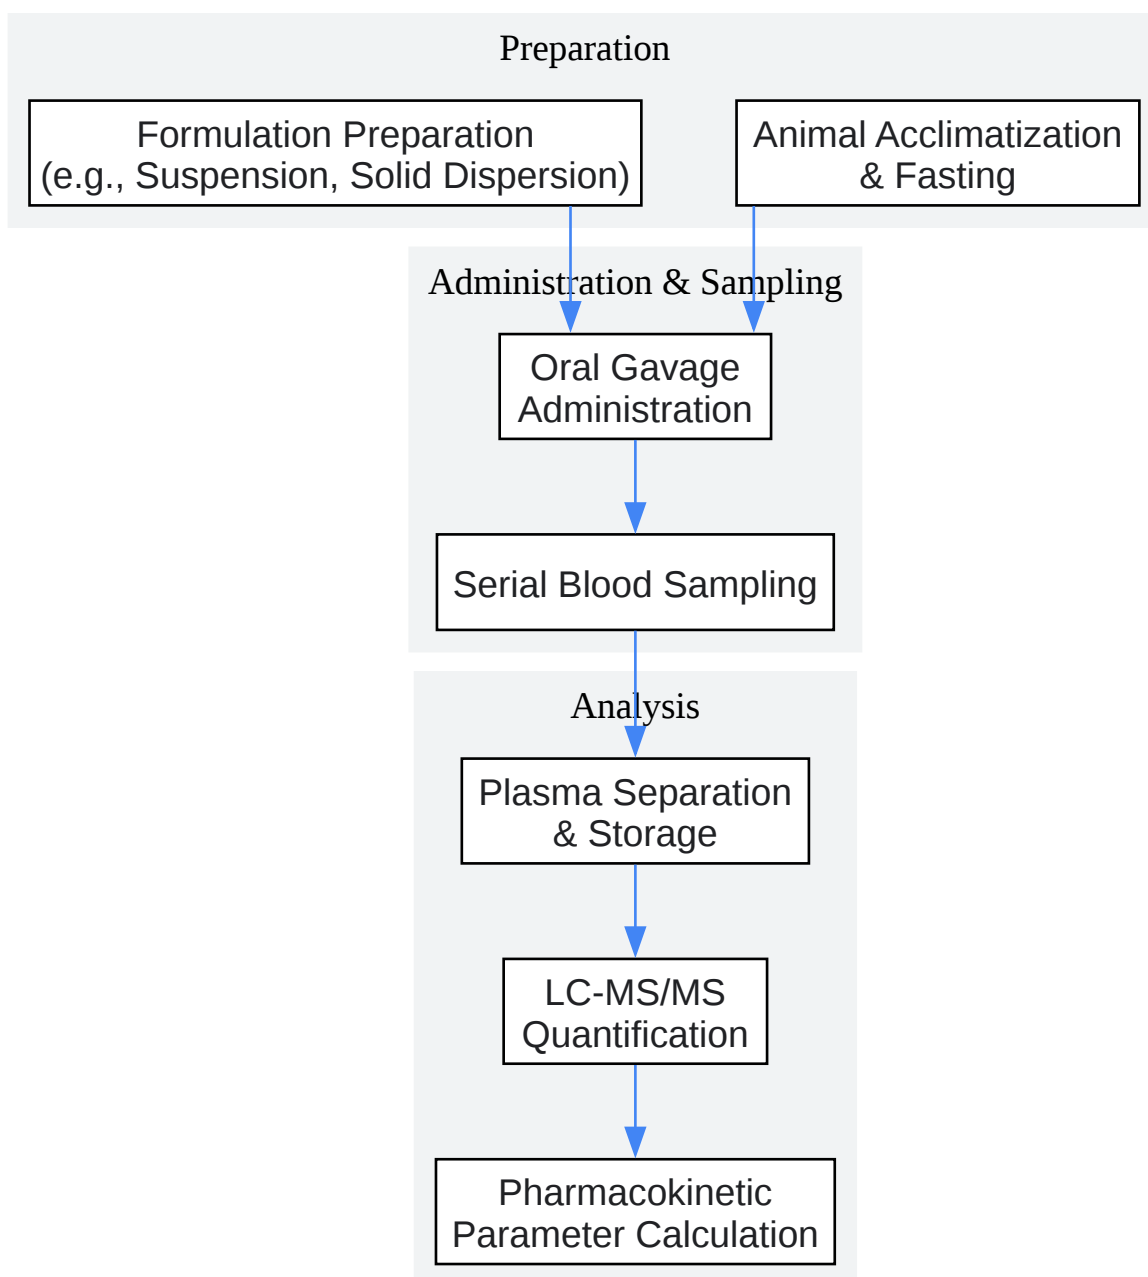 Preparation
Formulation Preparation
(e.g., Suspension, Solid Dispersion)
Animal Acclimatization
& Fasting
Administration & Sampling
Oral Gavage
Administration
Serial Blood Sampling
Analysis
Plasma Separation
& Storage
LC-MS/MS
Quantification
Pharmacokinetic
Parameter Calculation